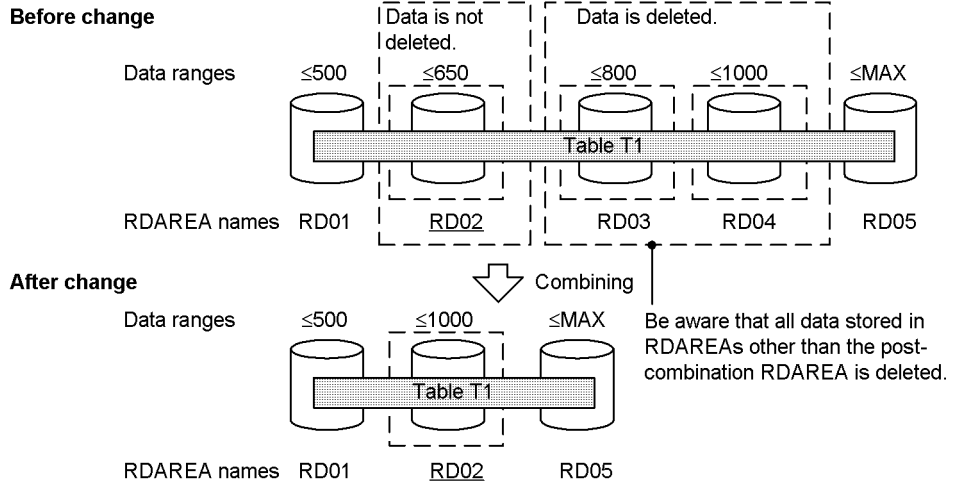 Before change
Data is not
deleted.
Data is deleted.
Data ranges ≤500 ≤650 ≤800 ≤1000 ≤MAX
Table T1
RDAREA names RD01 RD02 RD03 RD04 RD05
After change
Combining
Data ranges ≤500 ≤1000 ≤MAX
Table T1
RDAREA names RD01 RD02 RD05
Be aware that all data stored in
RDAREAs other than the post-
combination RDAREA is deleted.